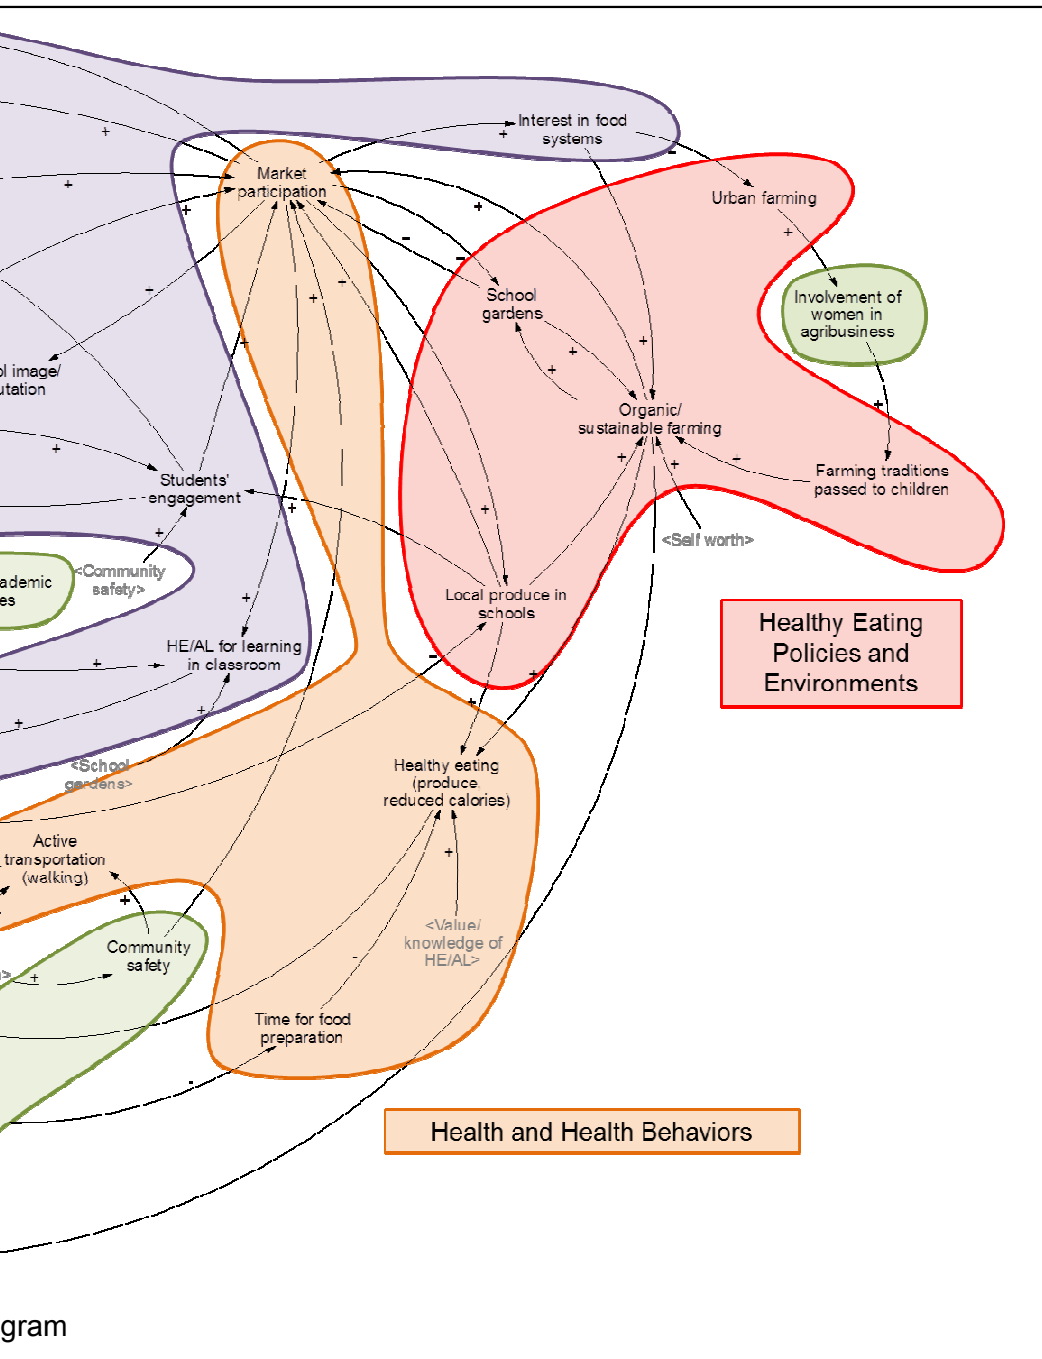 Interest in food
systems
Market
participation
Urban farming
School
gardens
Involvement of
women in
agribusiness
ol image/
utation
Organic/
sustainable farming
Students'
engagement
Farming traditions
passed to children
<Self worth>
<Community
safety>
ademic
es
Local produce in
schools
HE/AL for learning
in classroom
Healthy Eating
Policies and
Environments
<School
gardens>
Healthy eating
(produce,
reduced calories)
Active
transportation
(walking)
<Value/
knowledge of
HE/AL>
Community
safety
Time for food
preparation
Health and Health Behaviors
gram